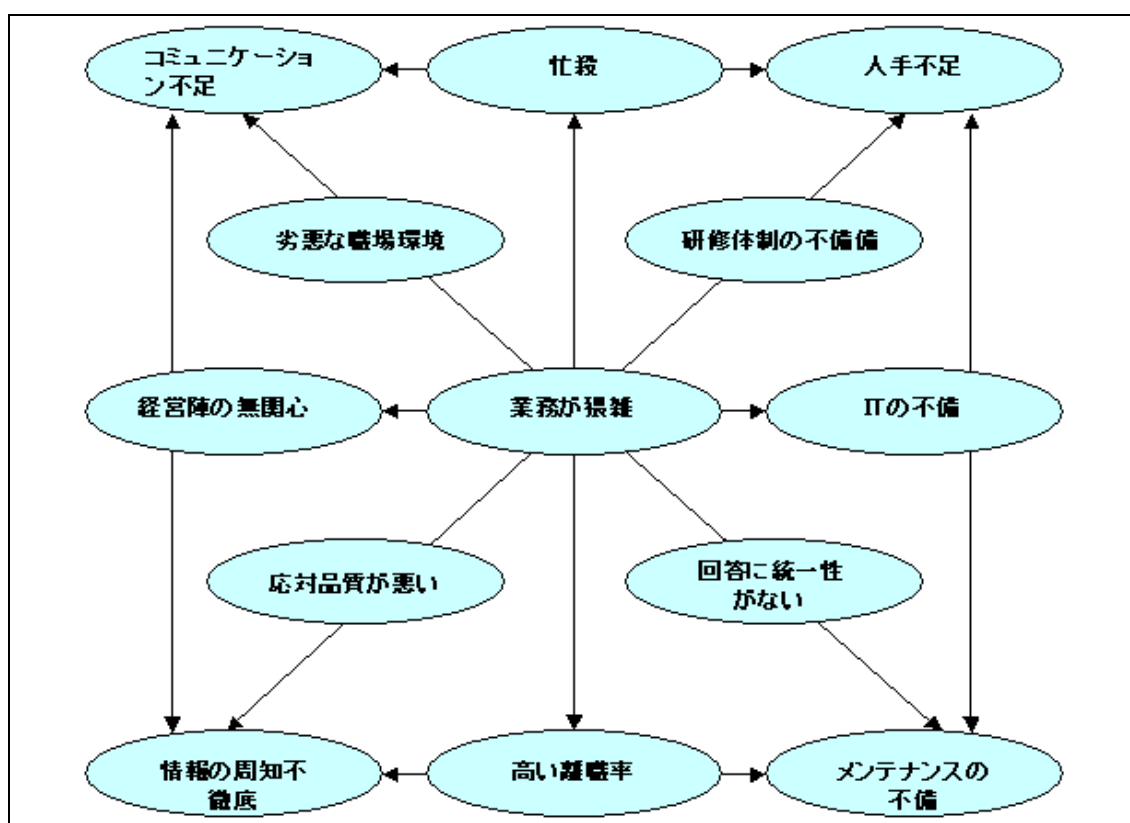 コミュニケーショ
ン不足
忙殺
人手不足
劣悪な職場環境
研修体制の不備備
経営陣の無関心
業務が猥雑
ITの不備
応対品質が悪い
回答に統一性
がない
情報の周知不
徹底
高い離職率
メンテナンスの
不備